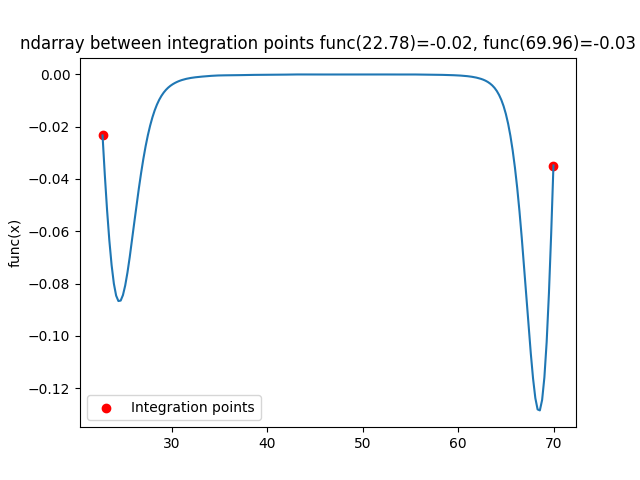 ndarray between integration points func(22.78)=-0.02, func(69.96)=-0.03
0.00
−0.02
−0.04
−0.06
−0.08
−0.10
−0.12
func(x)
Integration points
30 40 50 60 70